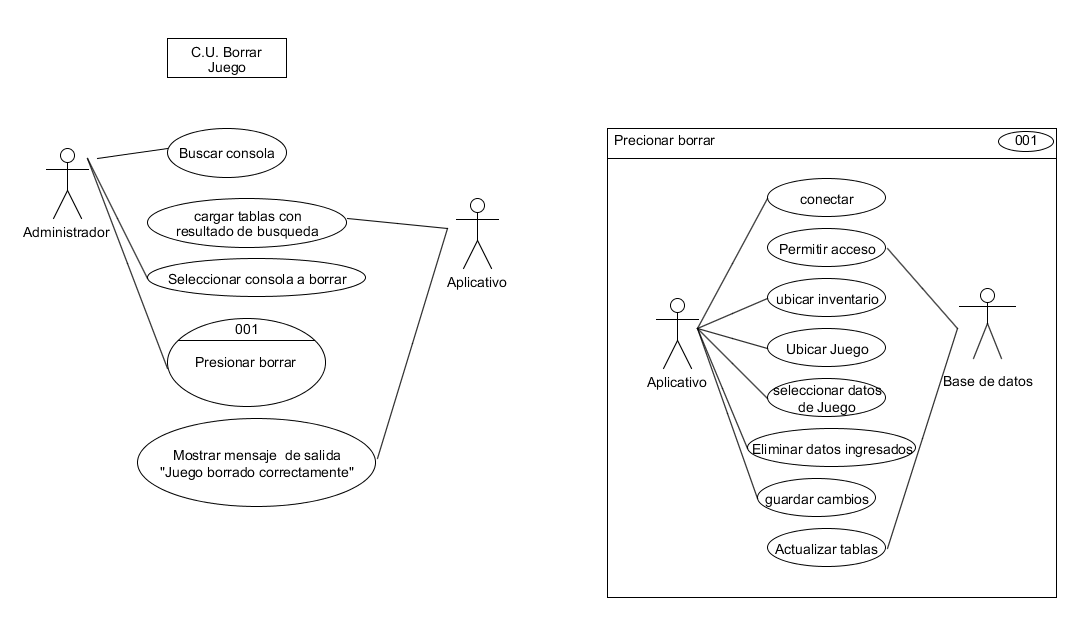 C.U. Borrar
Juego
Buscar consola
Administrador
cargar tablas con
resultado de busqueda
Aplicativo
Seleccionar consola a borrar
001
Presionar borrar
Mostrar mensaje  de salida
"Juego borrado correctamente"
Precionar borrar
001
conectar
Permitir acceso
ubicar inventario
Ubicar Juego
Aplicativo
Base de datos
seleccionar datos
de Juego
Eliminar datos ingresados
guardar cambios
Actualizar tablas